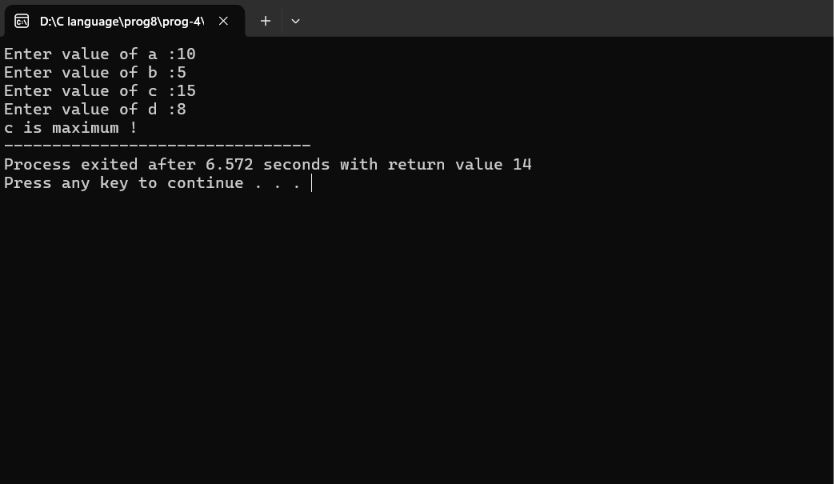 D:\C language\prog8\prog-4\
Enter value of a :10
Enter value of b :5
Enter value of c :15
Enter value of d :8
c is maximum !
--------------------------------
Process exited after 6.572 seconds with return value 14
Press any key to continue . . .